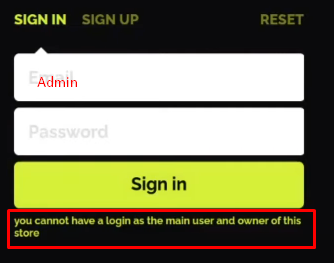 SIGN IN SIGN UP RESET
Email
Admin
Password
Sign in
you cannot have a login as the main user and owner of this
store